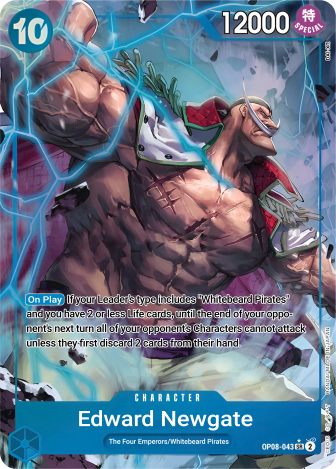 10
12000
特
SPECIAL
On Play If your Leader's type includes "Whitebeard Pirates"
and you have 2 or less Life cards, until the end of your oppo-
nent's next turn all of your opponent's Characters cannot attack
unless they first discard 2 cards from their hand.
CHARACTER
Edward Newgate
The Four Emperors/Whitebeard Pirates
OP08-043 SR 2